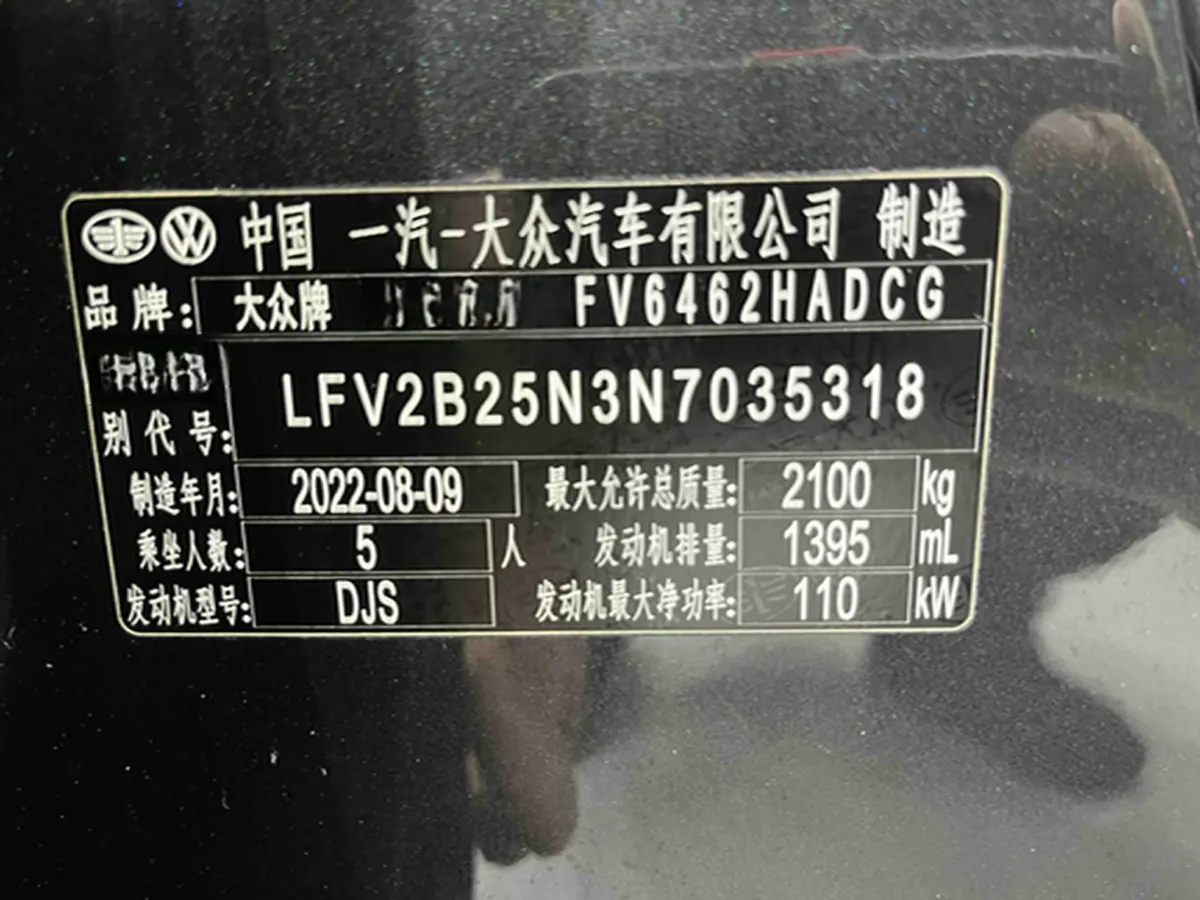 中国 一汽-大众汽车有限公司 制造
品牌: 大众牌 FV6462HADCG
LFV2B25N3N7035318
别代号:
制造年月: 2022-08-09 最大允许总质量: 2100 kg
乘坐人数: 5 人 发动机排量: 1395 mL
发动机型号: DJS 发动机最大净功率: 110 kW